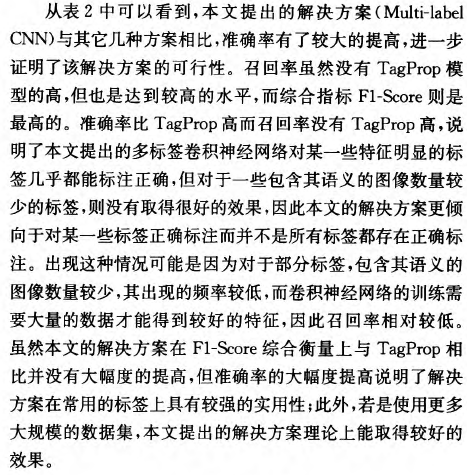 从表2中可以看到,本文提出的解决方案(Multi-label
CNN)与其它几种方案相比,准确率有了较大的提高,进一步
证明了该解决方案的可行性。召回率虽然没有 TagProp 模
型的高,但也是达到较高的水平,而综合指标 F1-Score 则是
最高的。准确率比 TagProp 高而召回率没有 TagProp 高,说
明了本文提出的多标签卷积神经网络对某一些特征明显的标
签几乎都能标注正确,但对于一些包含其语义的图像数量较
少的标签,则没有取得很好的效果,因此本文的解决方案更倾
向于对某一些标签正确标注而并不是所有标签都存在正确标
注。出现这种情况可能是因为对于部分标签,包含其语义的
图像数量较少,其出现的频率较低,而卷积神经网络的训练需
要大量的数据才能得到较好的特征,因此召回率相对较低。
虽然本文的解决方案在 F1-Score 综合衡量上与 TagProp 相
比并没有大幅度的提高,但准确率的大幅度提高说明了解决
方案在常用的标签上具有较强的实用性;此外,若是使用更多
大规模的数据集,本文提出的解决方案理论上能取得较好的
效果。